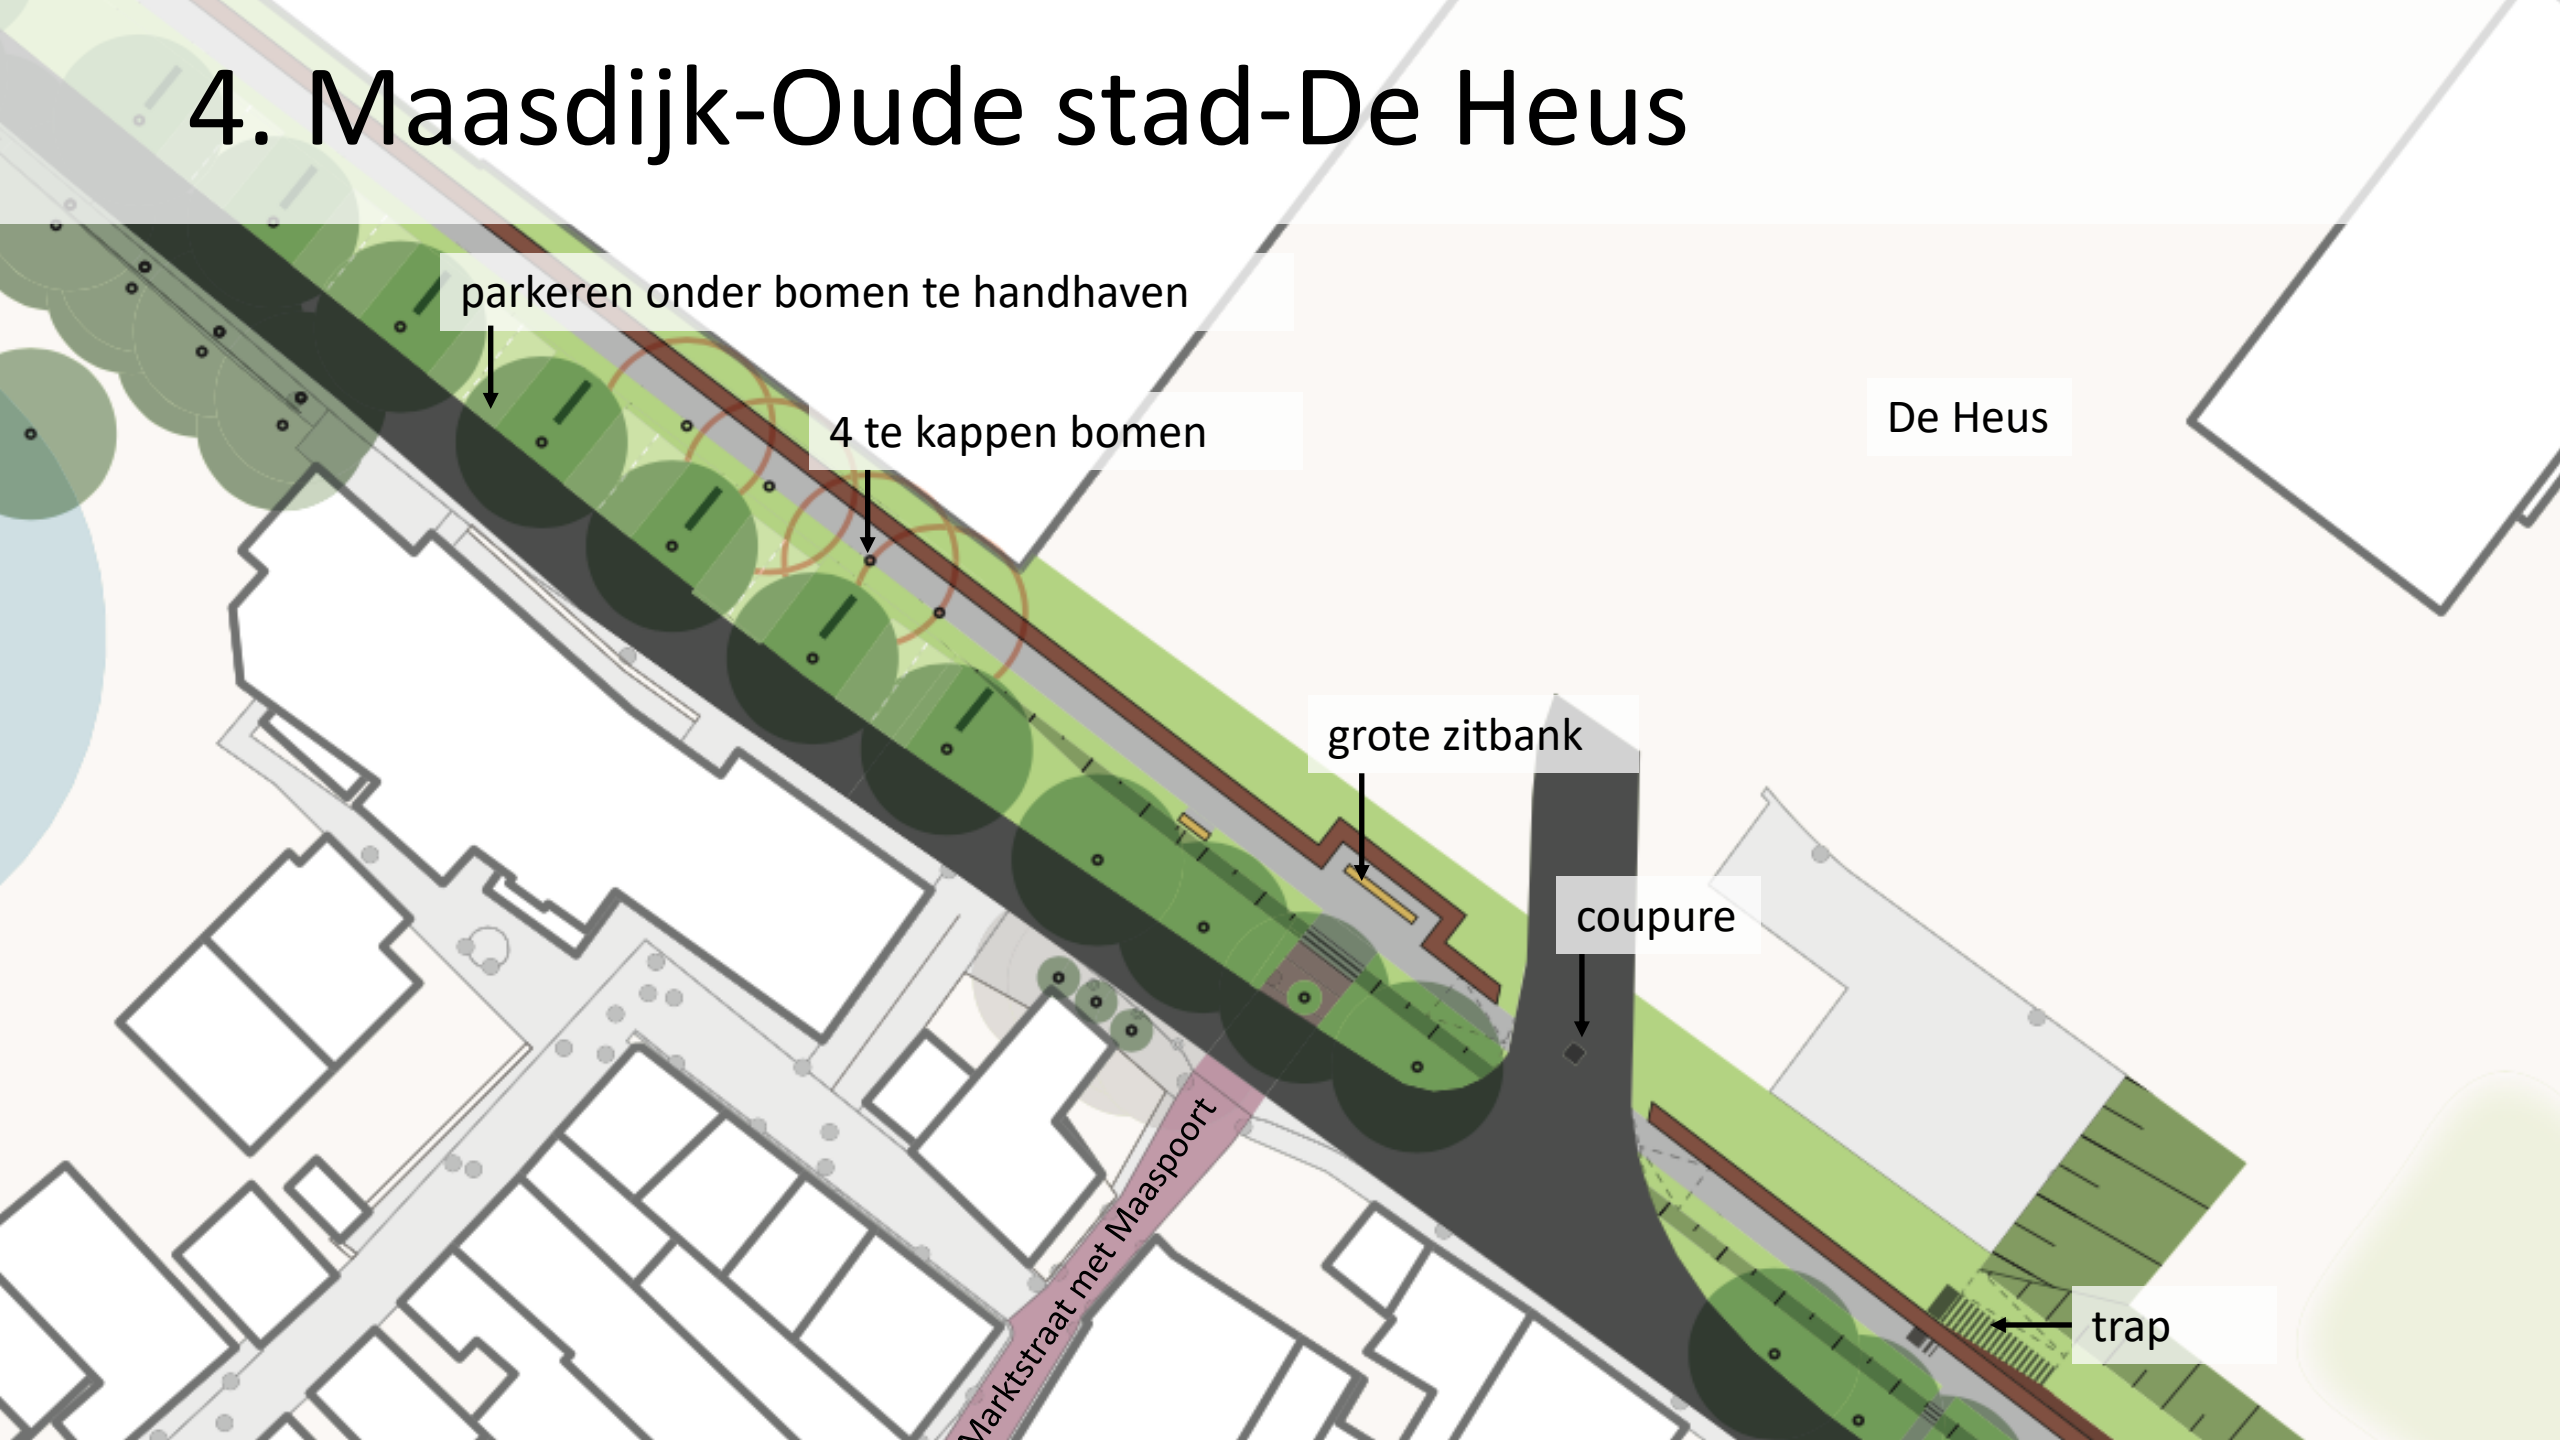 4. Maasdijk-Oude stad-De Heus
parkeren onder bomen te handhaven
4 te kappen bomen
De Heus
grote zitbank
coupure
Marktstraat met Maaspoort
trap